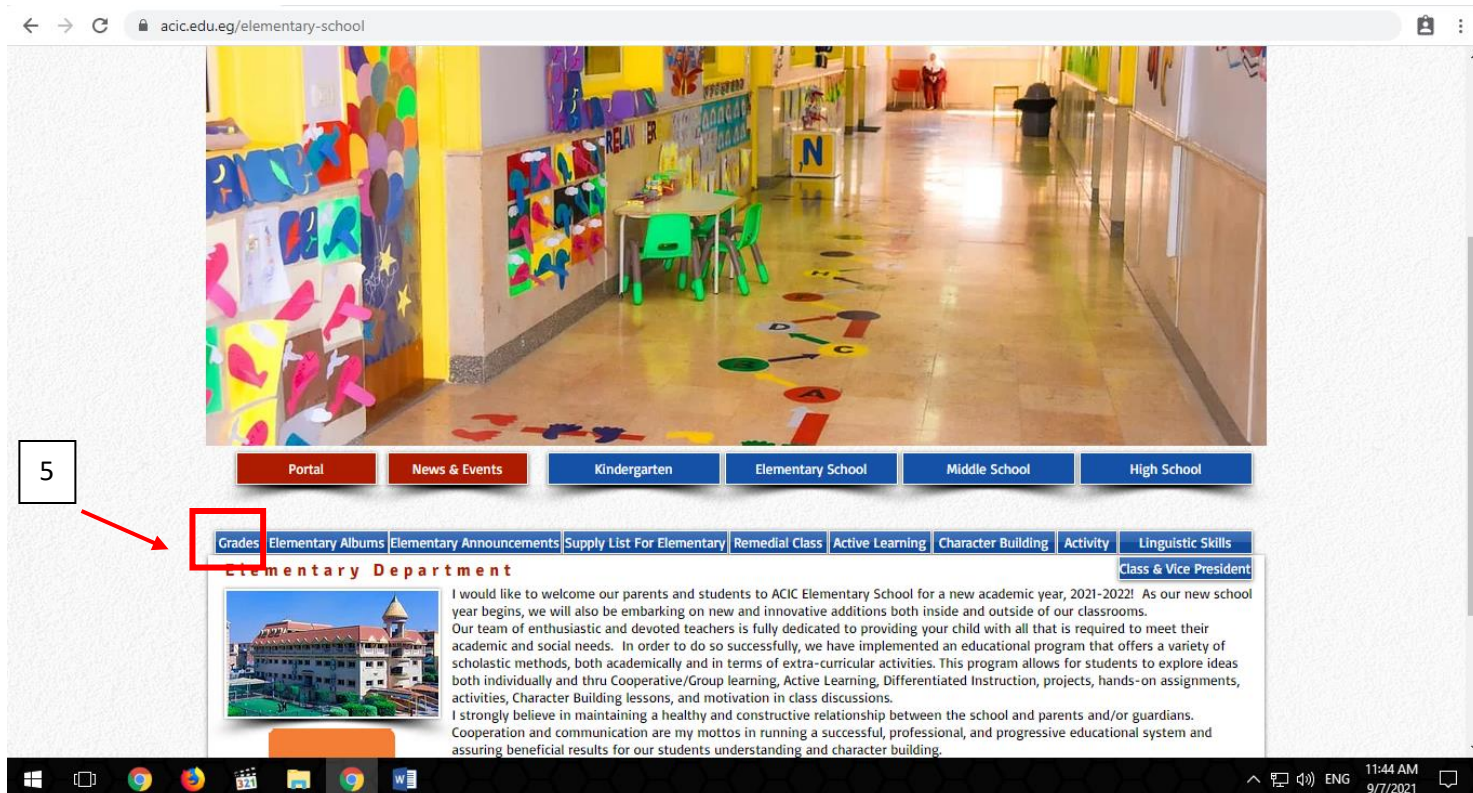 acic.edu.eg/elementary-school
RELAX
N
H
D
C
B
A
5
Portal
News & Events
Kindergarten
Elementary School
Middle School
High School
Grades
Elementary Albums
Elementary Announcements
Supply List For Elementary
Remedial Class
Active Learning
Character Building
Activity
Linguistic Skills
Class & Vice President
Elementary Department
I would like to welcome our parents and students to ACIC Elementary School for a new academic year, 2021-2022! As our new school
year begins, we will also be embarking on new and innovative additions both inside and outside of our classrooms.
Our team of enthusiastic and devoted teachers is fully dedicated to providing your child with all that is required to meet their
academic and social needs. In order to do so successfully, we have implemented an educational program that offers a variety of
scholastic methods, both academically and in terms of extra-curricular activities. This program allows for students to explore ideas
both individually and thru Cooperative/Group learning, Active Learning, Differentiated Instruction, projects, hands-on assignments,
activities, Character Building lessons, and motivation in class discussions.
I strongly believe in maintaining a healthy and constructive relationship between the school and parents and/or guardians.
Cooperation and communication are my mottos in running a successful, professional, and progressive educational system and
assuring beneficial results for our students understanding and character building.
321
W
ENG
11:44 AM
9/7/2021